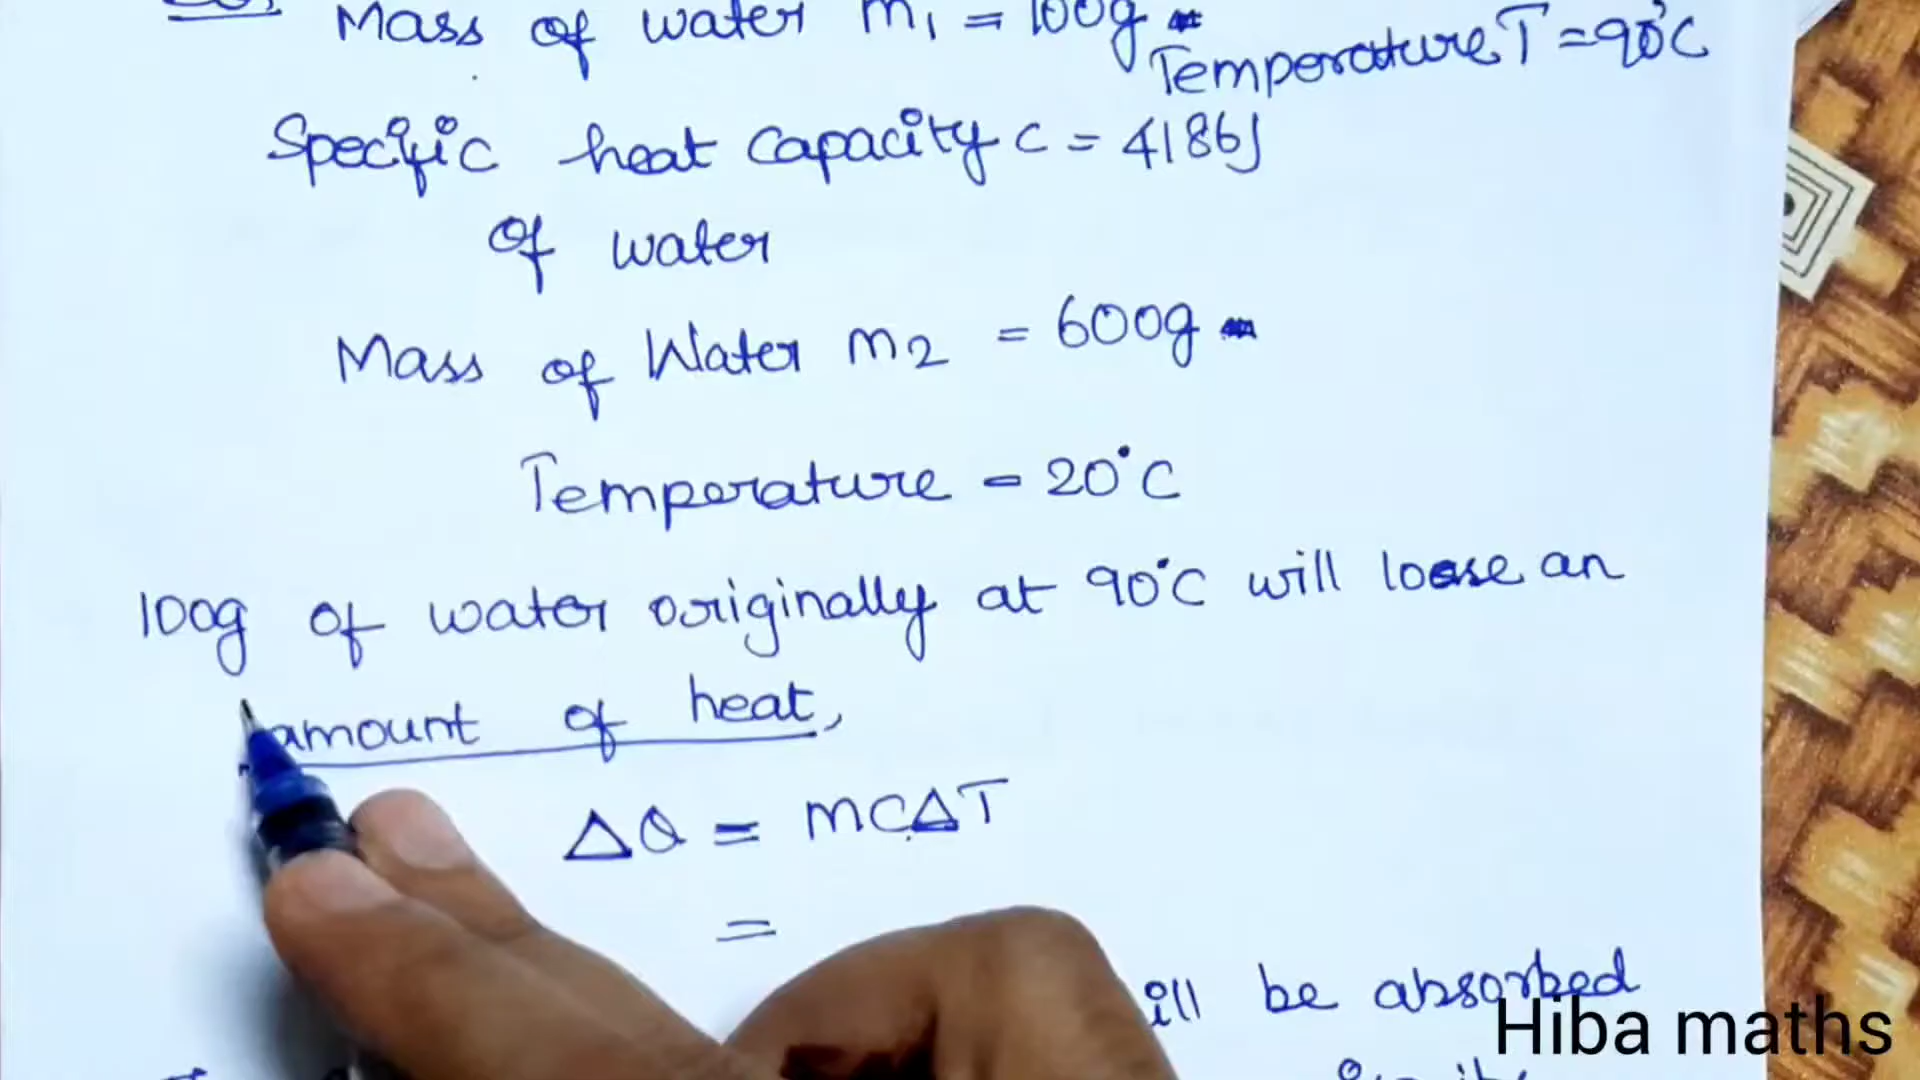 Mass of water m₁ = 100g Temperature T = 90°C
Specific heat capacity c = 4186J
of water
Mass of Water m₂ = 600g
Temperature - 20°C
100g of water originally at 90°C will loose an
amount of heat,
ΔQ = mcΔT
=
ill be absorbed
Hiba maths